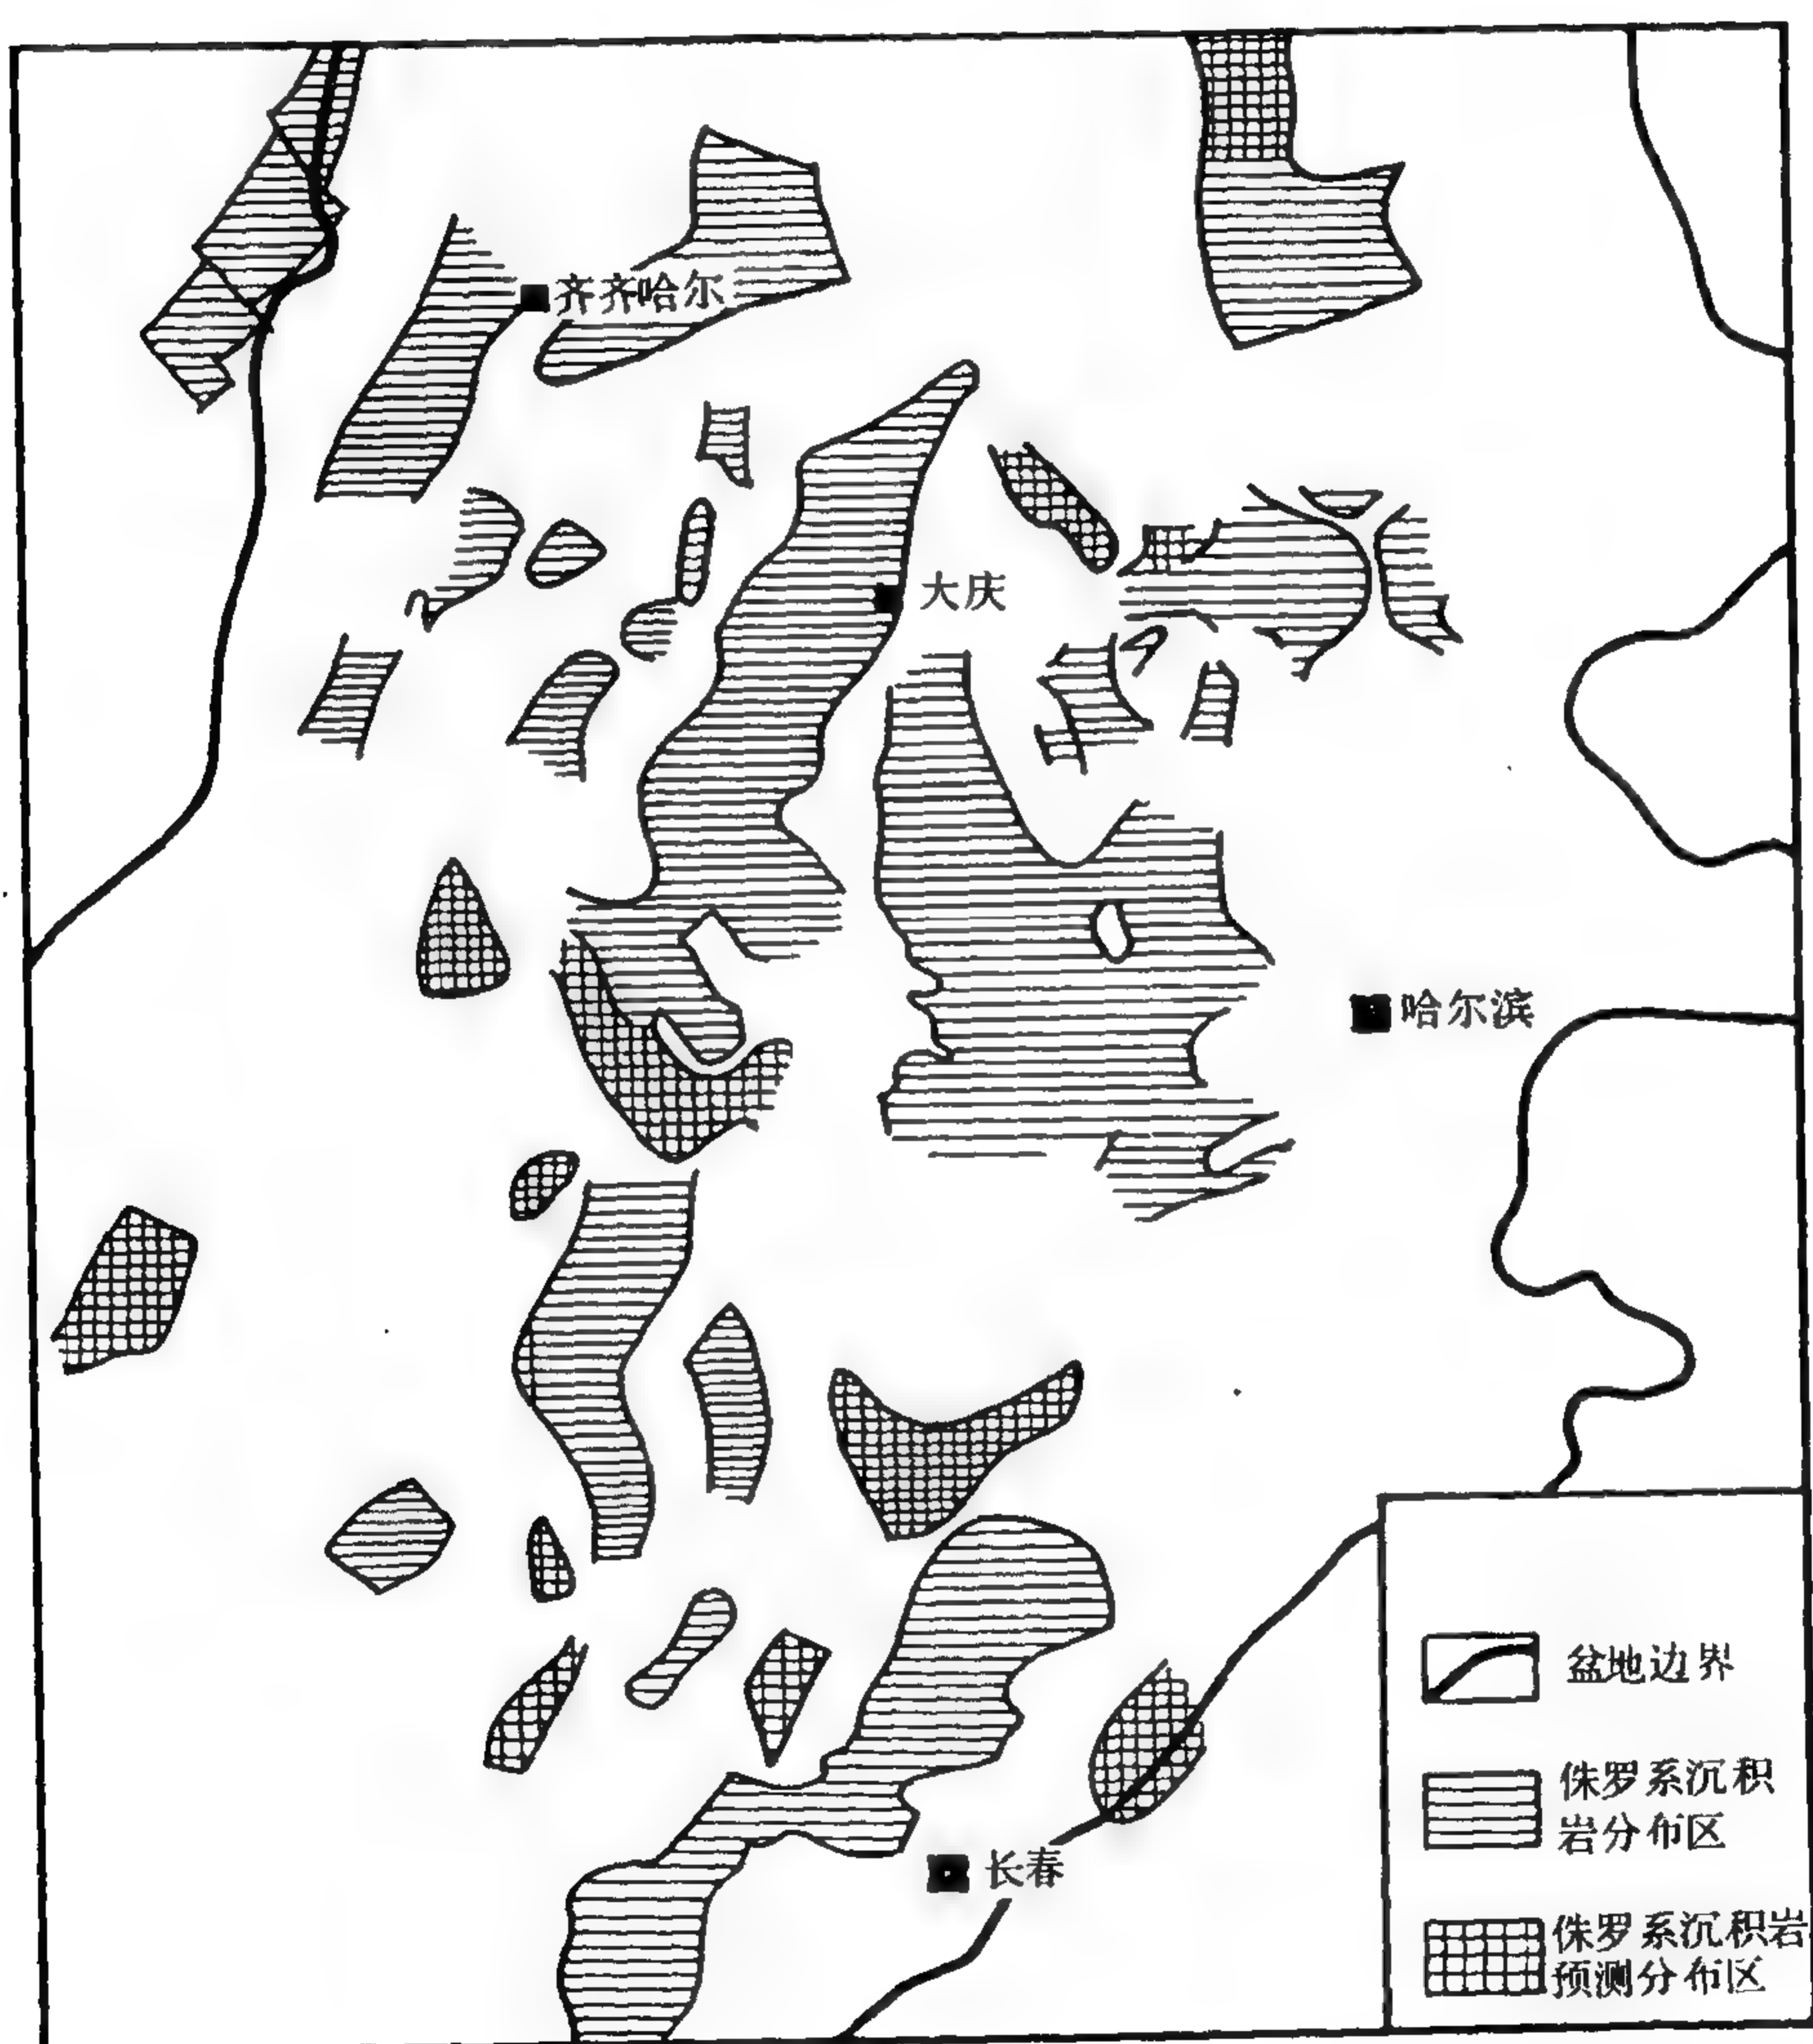 齐齐哈尔
大庆
哈尔滨
长春
盆地边界
侏罗系沉积
岩分布区
侏罗系沉积岩
预测分布区